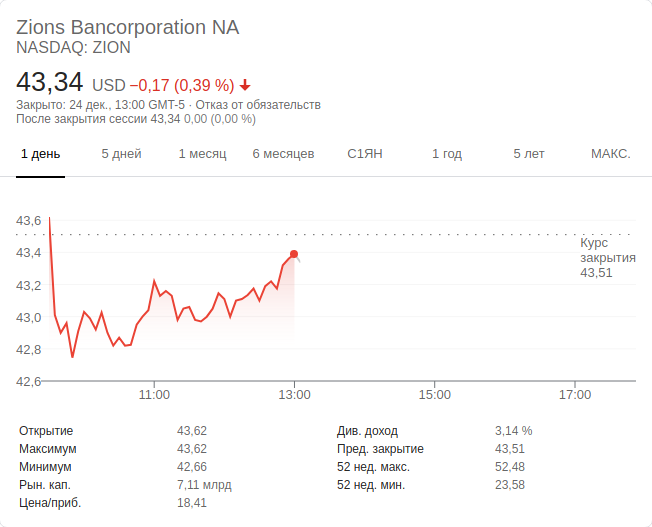 Zions Bancorporation NA
NASDAQ: ZION
43,34 USD −0,17 (0,39 %)
Закрыто: 24 дек., 13:00 GMT-5 · Отказ от обязательств
После закрытия сессии 43,34 0,00 (0,00 %)
1 день 5 дней 1 месяц 6 месяцев С1ЯН 1 год 5 лет МАКС.
43,6
43,4
43,2
43,0
42,8
42,6
Курс
закрытия
43,51
11:00 13:00 15:00 17:00
Открытие 43,62 Див. доход 3,14 %
Максимум 43,62 Пред. закрытие 43,51
Минимум 42,66 52 нед. макс. 52,48
Рын. кап. 7,11 млрд 52 нед. мин. 23,58
Цена/приб. 18,41